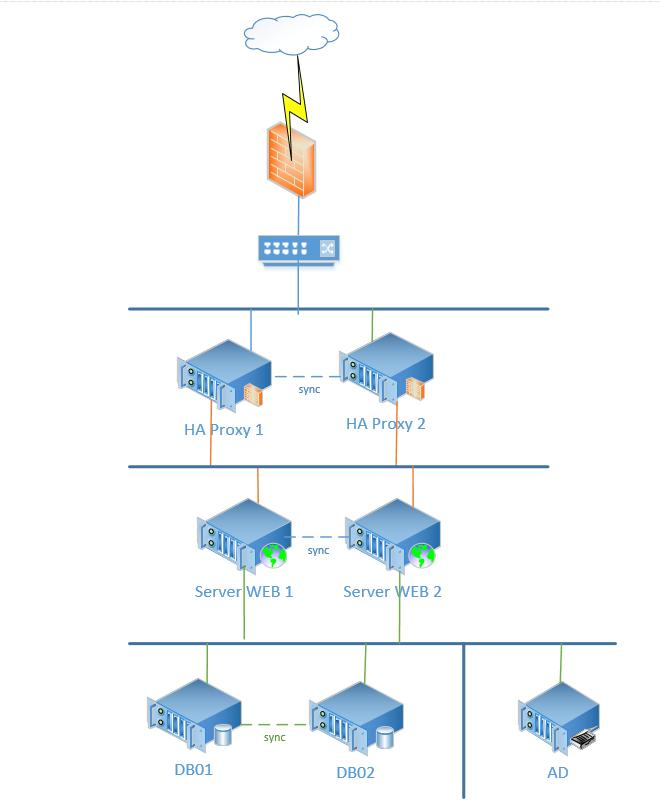 sync
HA Proxy 1
HA Proxy 2
sync
Server WEB 1
Server WEB 2
sync
DB01
DB02
AD